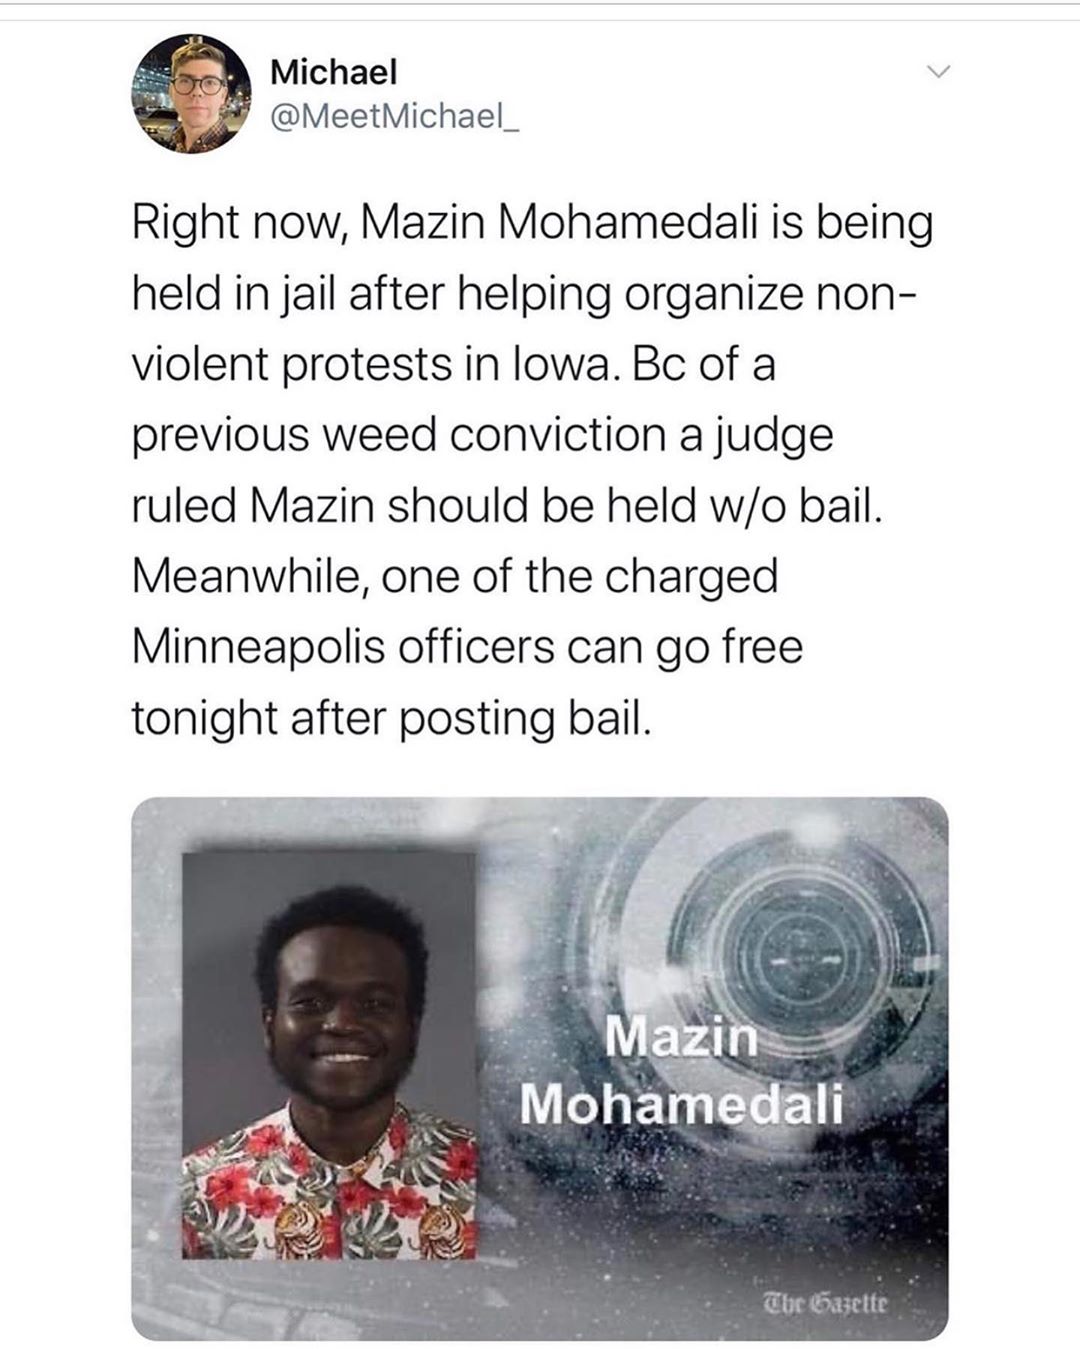 Michael
@MeetMichael_
Right now, Mazin Mohamedali is being
held in jail after helping organize non-
violent protests in Iowa. Bc of a
previous weed conviction a judge
ruled Mazin should be held w/o bail.
Meanwhile, one of the charged
Minneapolis officers can go free
tonight after posting bail.
Mazin
Mohamedali
The Gazette